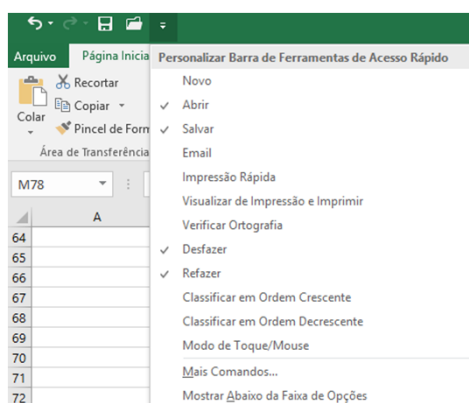 Arquivo Página Inicia
Personalizar Barra de Ferramentas de Acesso Rápido
Recortar
Copiar
Pincel de Form
Colar
Área de Transferência
M78
A
64
65
66
67
68
69
70
71
72
Novo
Abrir
Salvar
Email
Impressão Rápida
Visualizar de Impressão e Imprimir
Verificar Ortografia
Desfazer
Refazer
Classificar em Ordem Crescente
Classificar em Ordem Decrescente
Modo de Toque/Mouse
Mais Comandos...
Mostrar Abaixo da Faixa de Opções